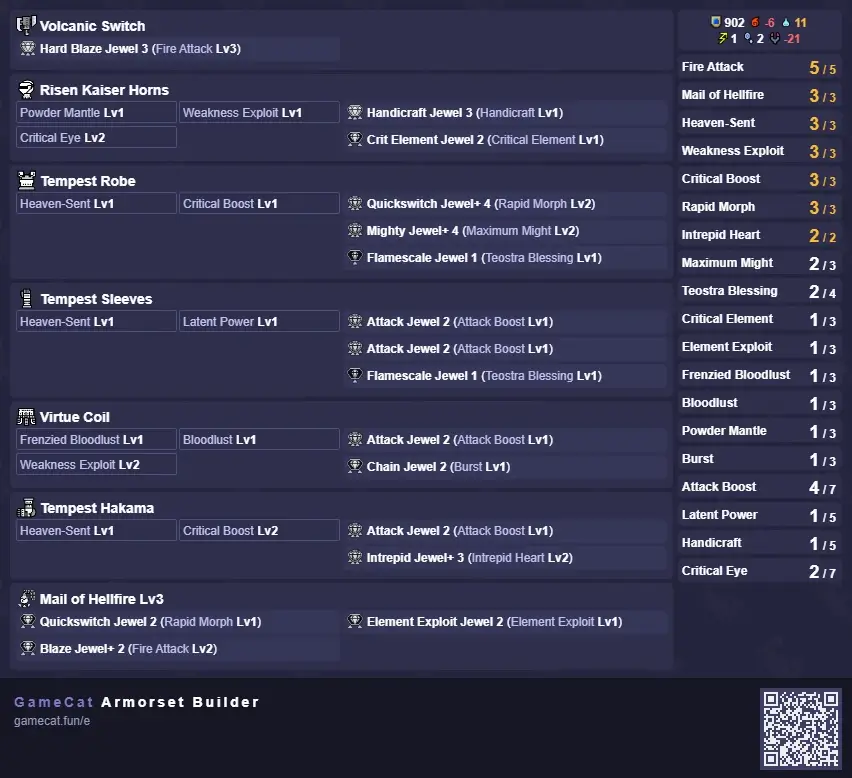 Volcanic Switch
Hard Blaze Jewel 3 (Fire Attack Lv3)
Risen Kaiser Horns
Powder Mantle Lv1
Weakness Exploit Lv1
Critical Eye Lv2
Handicraft Jewel 3 (Handicraft Lv1)
Crit Element Jewel 2 (Critical Element Lv1)
Tempest Robe
Heaven-Sent Lv1
Critical Boost Lv1
Quickswitch Jewel+ 4 (Rapid Morph Lv2)
Mighty Jewel+ 4 (Maximum Might Lv2)
Flamescale Jewel 1 (Teostra Blessing Lv1)
Tempest Sleeves
Heaven-Sent Lv1
Latent Power Lv1
Attack Jewel 2 (Attack Boost Lv1)
Attack Jewel 2 (Attack Boost Lv1)
Flamescale Jewel 1 (Teostra Blessing Lv1)
Virtue Coil
Frenzied Bloodlust Lv1
Bloodlust Lv1
Weakness Exploit Lv2
Attack Jewel 2 (Attack Boost Lv1)
Chain Jewel 2 (Burst Lv1)
Tempest Hakama
Heaven-Sent Lv1
Critical Boost Lv2
Attack Jewel 2 (Attack Boost Lv1)
Intrepid Jewel+ 3 (Intrepid Heart Lv2)
Mail of Hellfire Lv3
Quickswitch Jewel 2 (Rapid Morph Lv1)
Blaze Jewel+ 2 (Fire Attack Lv2)
Element Exploit Jewel 2 (Element Exploit Lv1)
902 -6 11
1 2 -21
Fire Attack 5 / 5
Mail of Hellfire 3 / 3
Heaven-Sent 3 / 3
Weakness Exploit 3 / 3
Critical Boost 3 / 3
Rapid Morph 3 / 3
Intrepid Heart 2 / 2
Maximum Might 2 / 3
Teostra Blessing 2 / 4
Critical Element 1 / 3
Element Exploit 1 / 3
Frenzied Bloodlust 1 / 3
Bloodlust 1 / 3
Powder Mantle 1 / 3
Burst 1 / 3
Attack Boost 4 / 7
Latent Power 1 / 5
Handicraft 1 / 5
Critical Eye 2 / 7
GameCat Armorset Builder
gamecat.fun/e